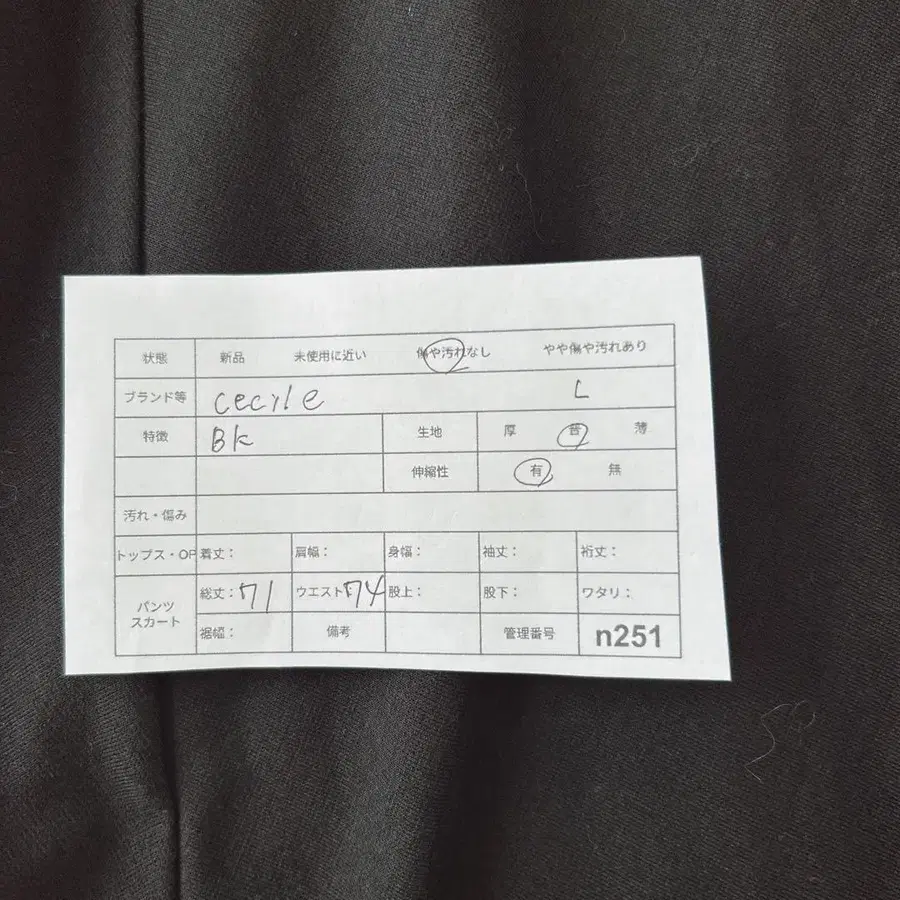 状態 新品 未使用に近い 傷や汚れなし やや傷や汚れあり
ブランド等 cecile L
特徴 BK 生地 厚 普 薄
伸縮性 有 無
汚れ・傷み
トップス・OP 着丈: 肩幅: 身幅: 袖丈: 裄丈:
パンツ スカート 総丈:71 ウエスト:74 股上: 股下: ワタリ:
裾幅: 備考 管理番号 n251